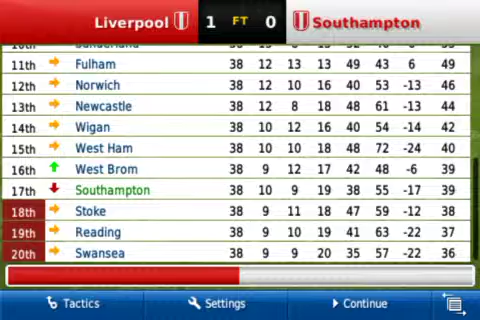 Liverpool 1 FT 0 Southampton
11th Fulham 38 12 13 13 49 43 6 49
12th Norwich 38 12 10 16 40 53 -13 46
13th Newcastle 38 12 8 18 48 61 -13 44
14th Wigan 38 10 12 16 40 54 -14 42
15th West Ham 38 10 10 18 48 72 -24 40
16th West Brom 38 9 12 17 42 48 -6 39
17th Southampton 38 10 9 19 38 55 -17 39
18th Stoke 38 9 11 18 47 59 -12 38
19th Reading 38 9 10 19 41 63 -22 37
20th Swansea 38 9 9 20 35 57 -22 36
Tactics Settings Continue